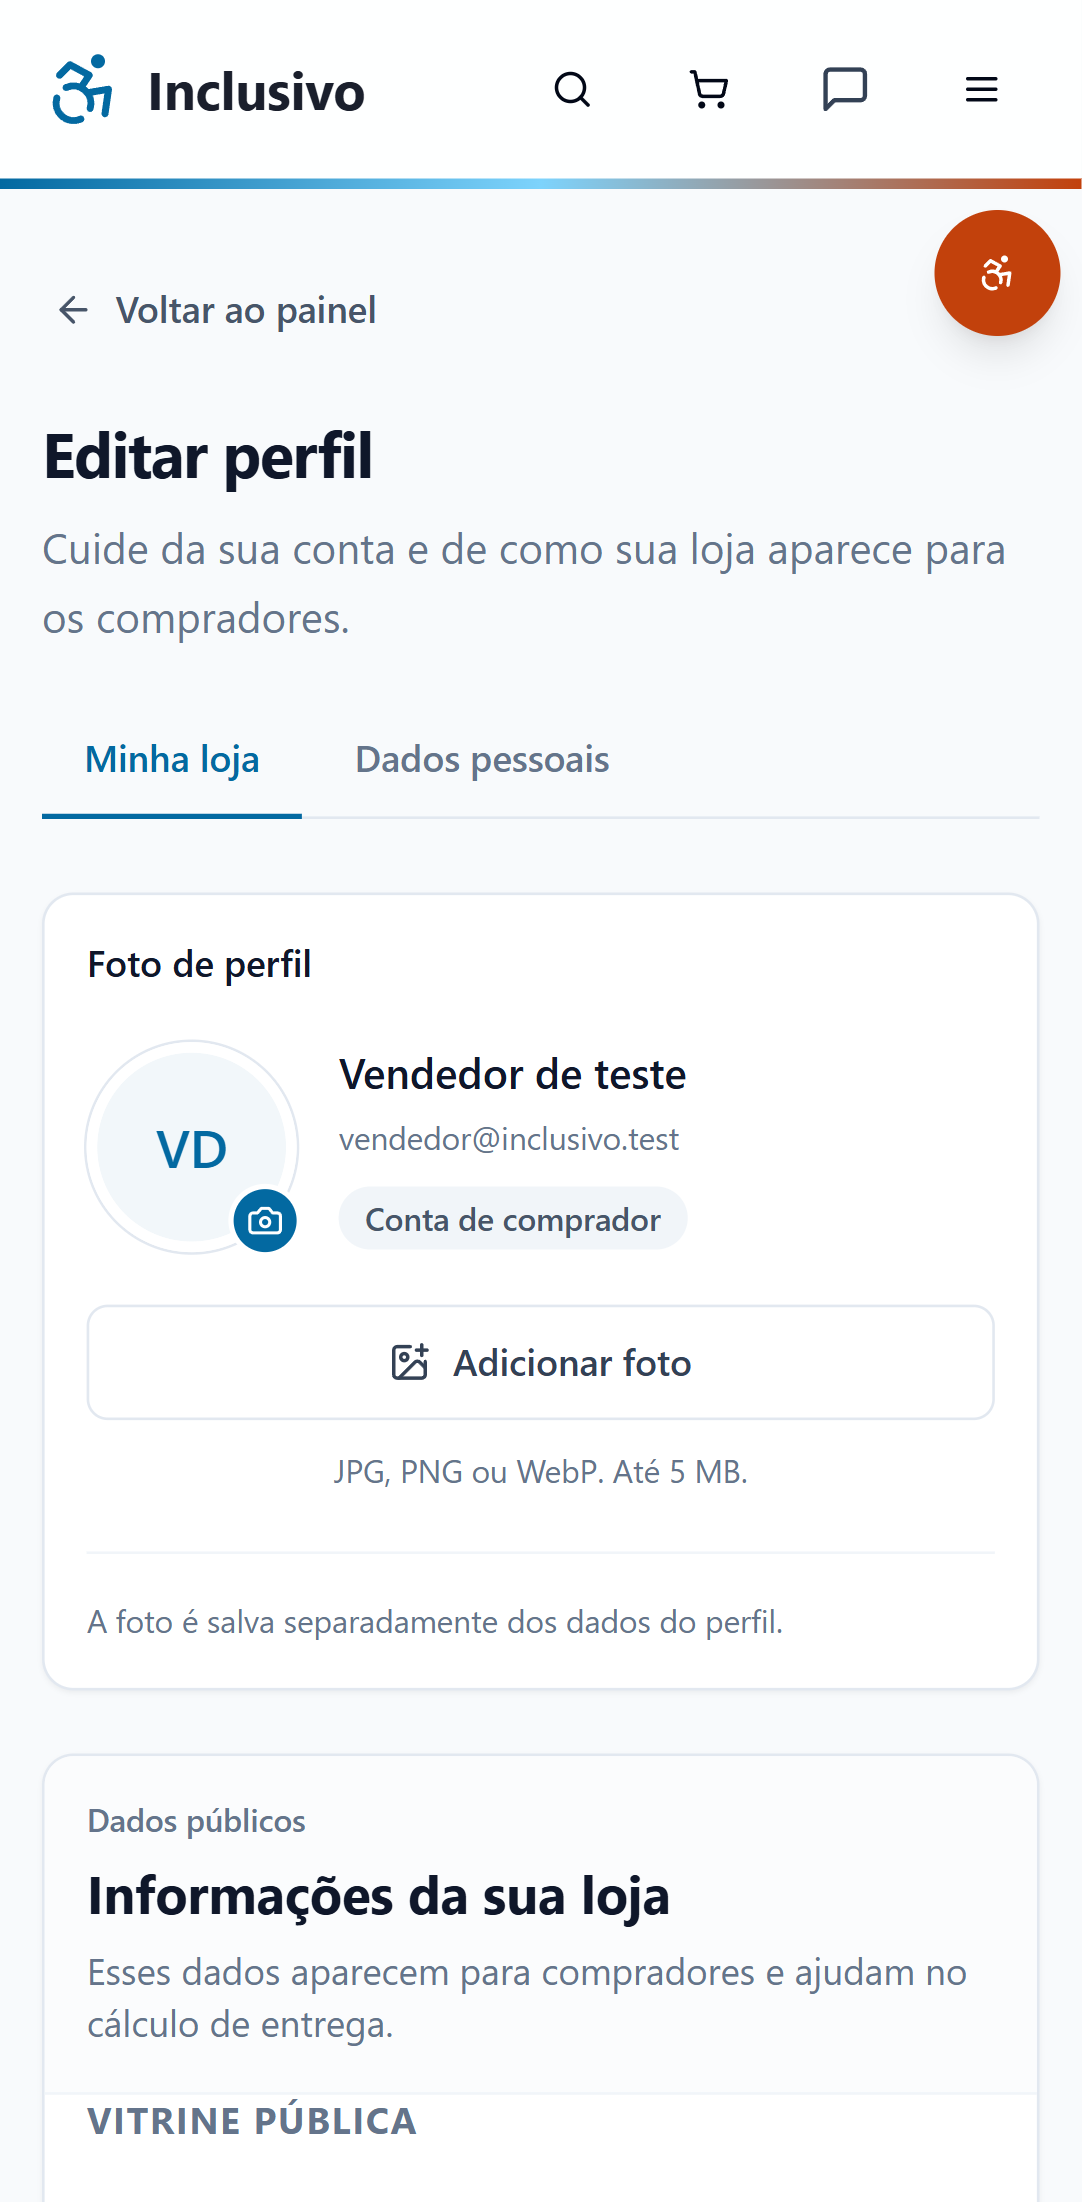 Inclusivo
Voltar ao painel
Editar perfil
Cuide da sua conta e de como sua loja aparece para
os compradores.
Minha loja
Dados pessoais
Foto de perfil
VD
Vendedor de teste
vendedor@inclusivo.test
Conta de comprador
Adicionar foto
JPG, PNG ou WebP. Até 5 MB.
A foto é salva separadamente dos dados do perfil.
Dados públicos
Informações da sua loja
Esses dados aparecem para compradores e ajudam no
cálculo de entrega.
VITRINE PÚBLICA